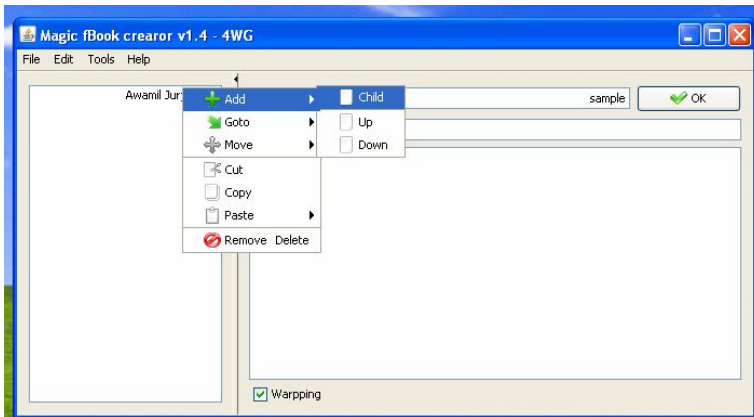 Magic fBook crearor v1.4 - 4WG
File Edit Tools Help
Awamil
Add
Child
sample
OK
Goto
Up
Move
Down
Cut
Copy
Paste
Remove Delete
Warpping